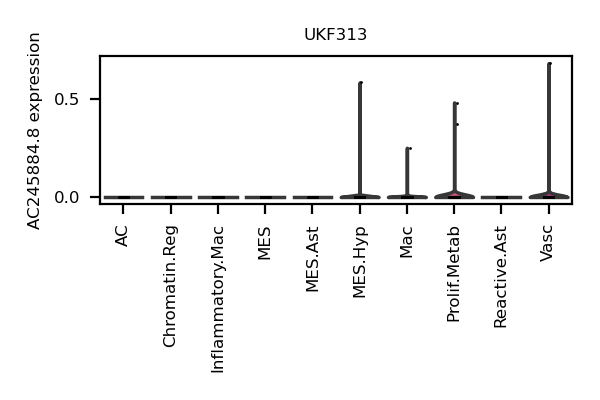 UKF313
AC245884.8 expression
0.5
0.0
AC
Chromatin.Reg
Inflammatory.Mac
MES
MES.Ast
MES.Hyp
Mac
Prolif.Metab
Reactive.Ast
Vasc